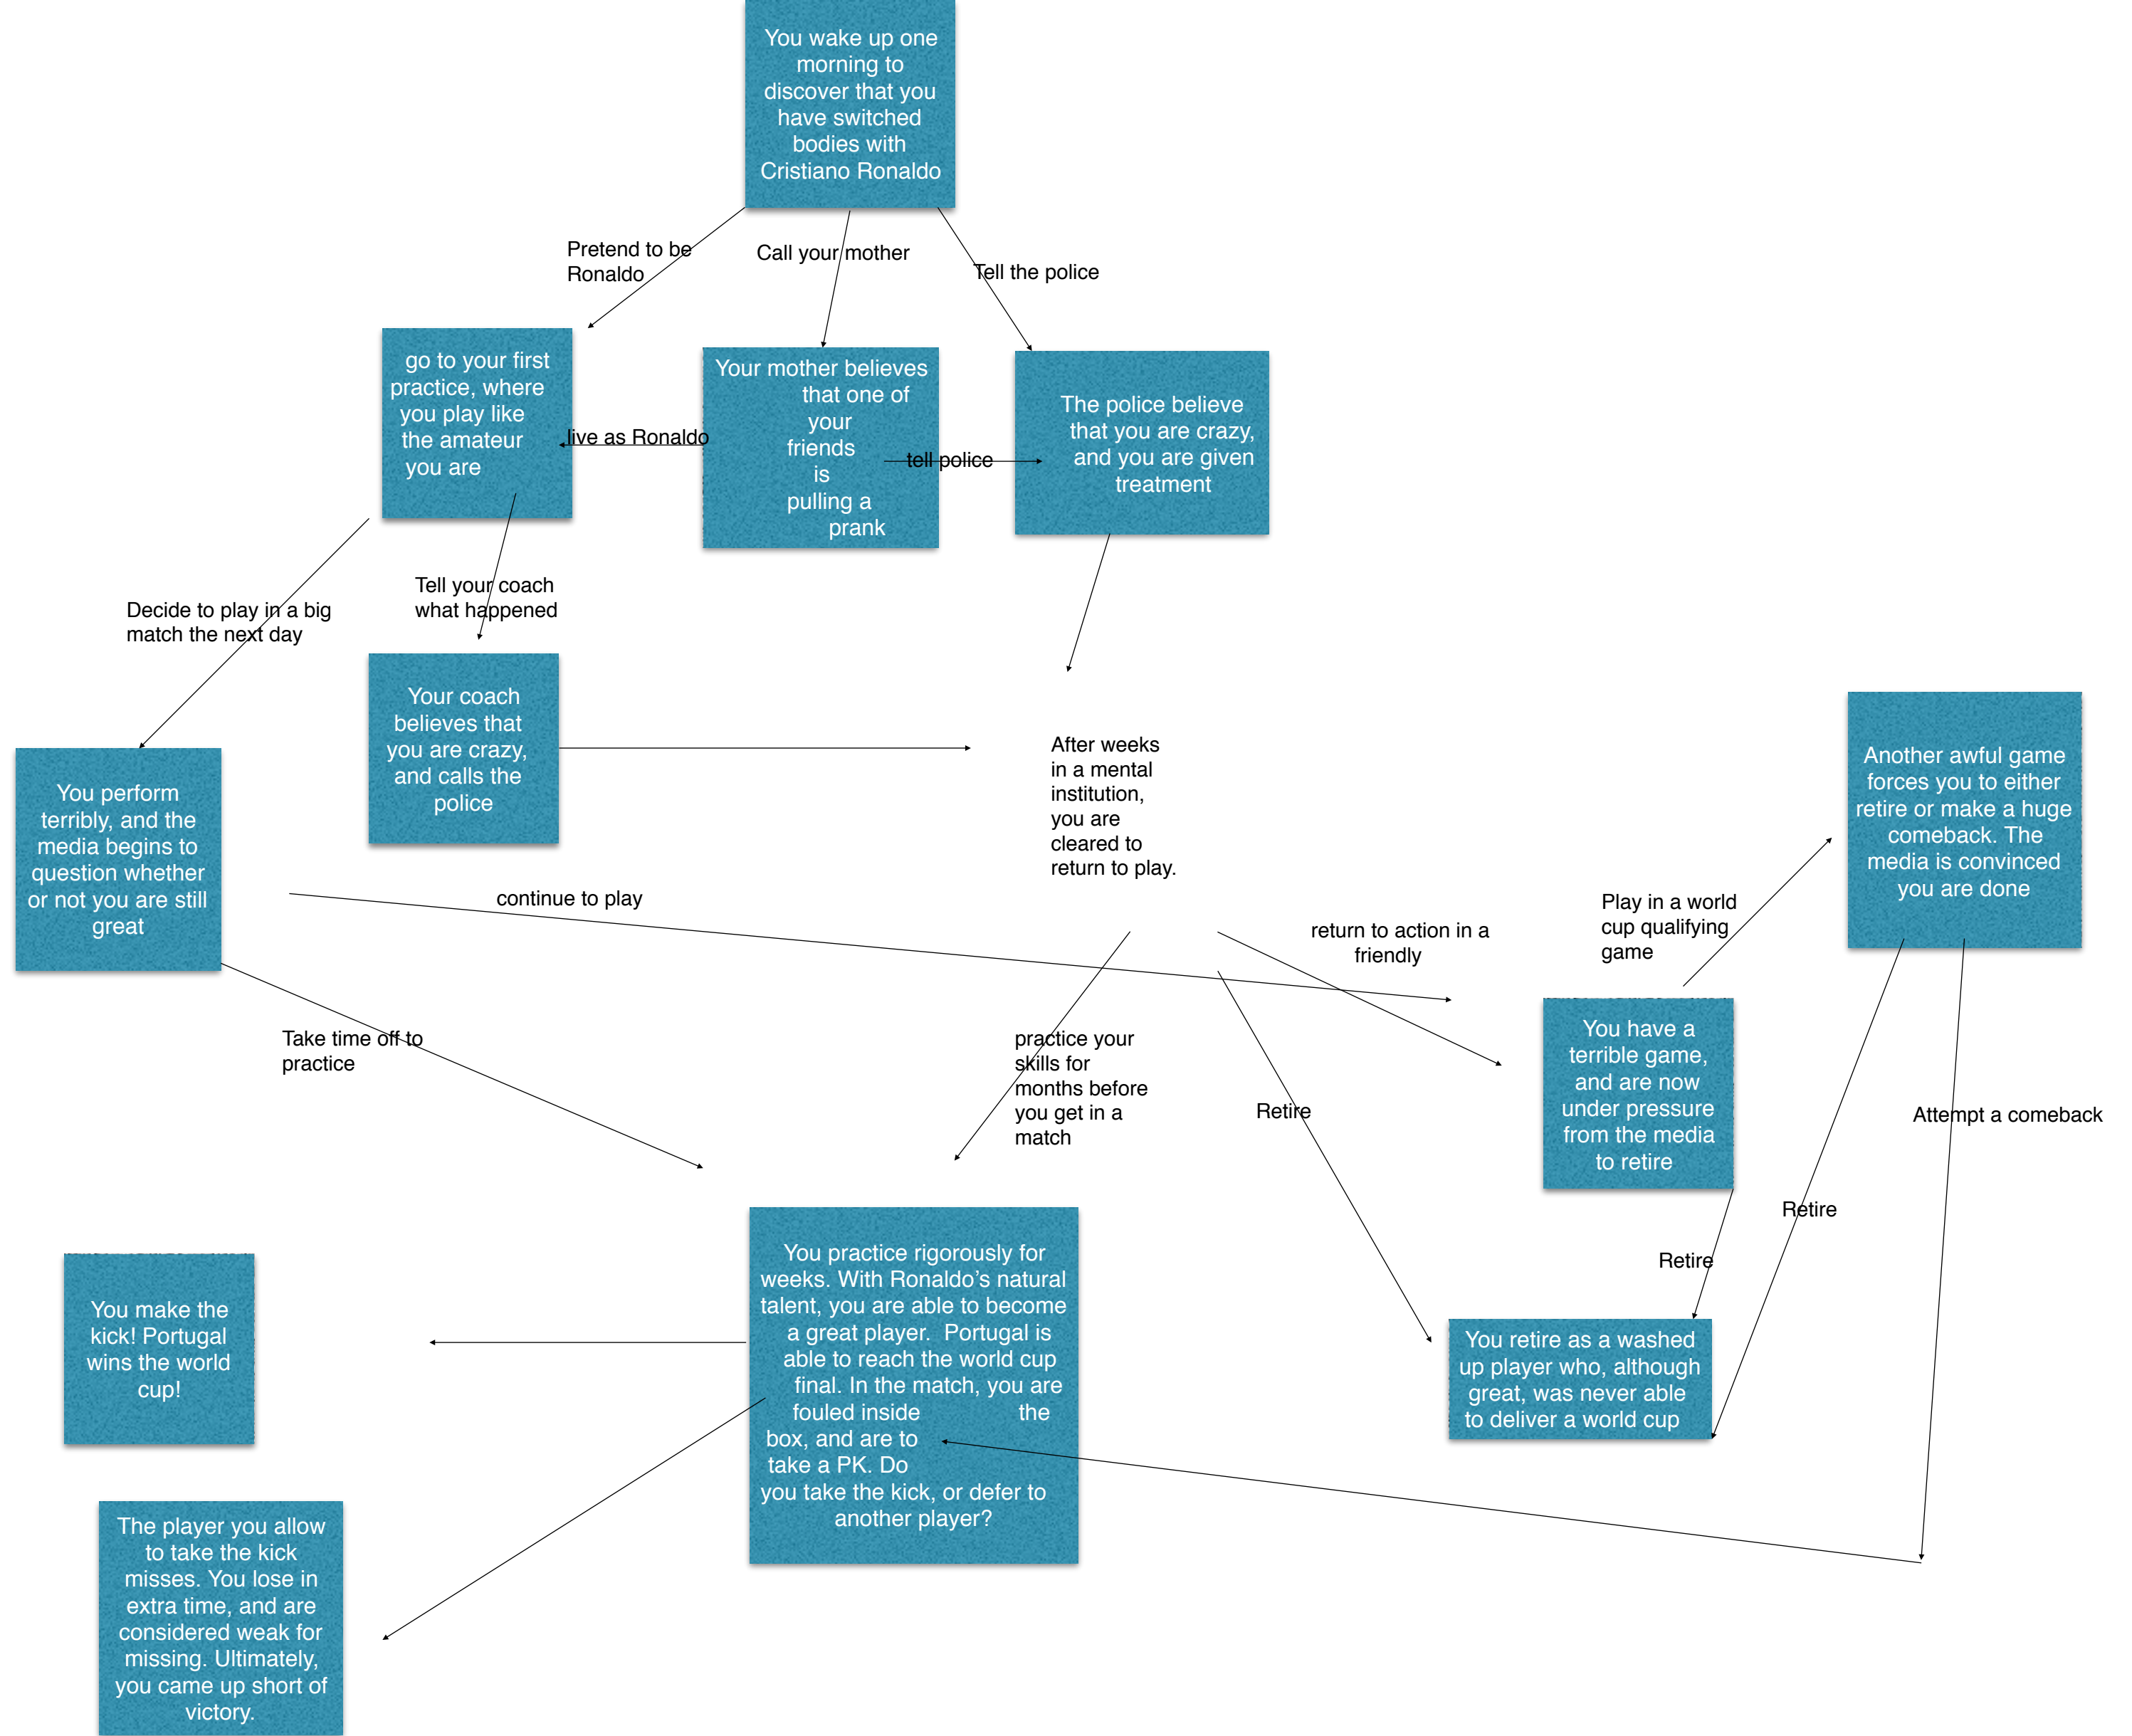 You wake up one
morning to
discover that you
have switched
bodies with
Cristiano Ronaldo
Pretend to be
Ronaldo
Call your mother
Tell the police
go to your first
practice, where
you play like
the amateur
you are
live as Ronaldo
Your mother believes
that one of
your
friends
is
pulling a
prank
tell police
The police believe
that you are crazy,
and you are given
treatment
Decide to play in a big
match the next day
Tell your coach
what happened
Your coach
believes that
you are crazy,
and calls the
police
After weeks
in a mental
institution,
you are
cleared to
return to play.
Another awful game
forces you to either
retire or make a huge
comeback. The
media is convinced
you are done
You perform
terribly, and the
media begins to
question whether
or not you are still
great
continue to play
return to action in a
friendly
Play in a world
cup qualifying
game
Take time off to
practice
practice your
skills for
months before
you get in a
match
Retire
You have a
terrible game,
and are now
under pressure
from the media
to retire
Attempt a comeback
Retire
Retire
You make the
kick! Portugal
wins the world
cup!
You practice rigorously for
weeks. With Ronaldo’s natural
talent, you are able to become
a great player. Portugal is
able to reach the world cup
final. In the match, you are
fouled inside the
box, and are to
take a PK. Do
you take the kick, or defer to
another player?
You retire as a washed
up player who, although
great, was never able
to deliver a world cup
The player you allow
to take the kick
misses. You lose in
extra time, and are
considered weak for
missing. Ultimately,
you came up short of
victory.